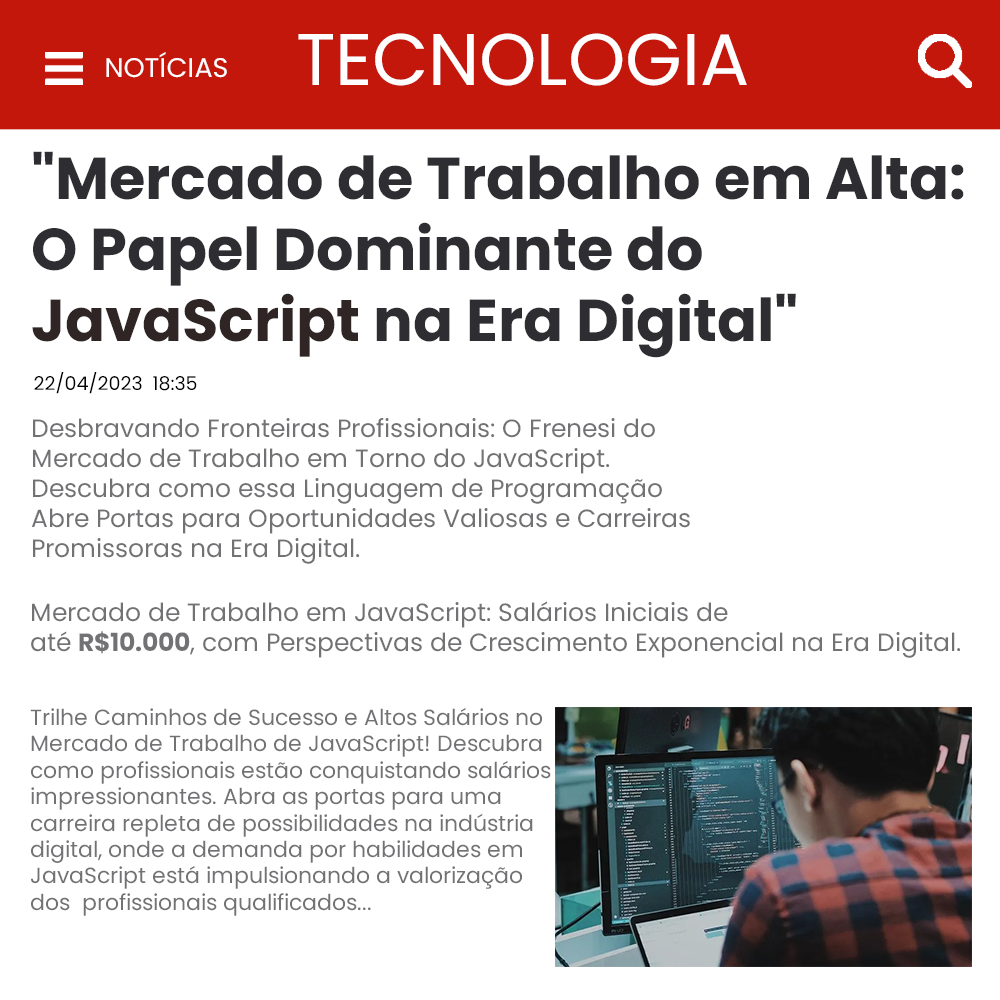 NOTÍCIAS TECNOLOGIA
"Mercado de Trabalho em Alta:
O Papel Dominante do
JavaScript na Era Digital"
22/04/2023 18:35
Desbravando Fronteiras Profissionais: O Frenesi do
Mercado de Trabalho em Torno do JavaScript.
Descubra como essa Linguagem de Programação
Abre Portas para Oportunidades Valiosas e Carreiras
Promissoras na Era Digital.
Mercado de Trabalho em JavaScript: Salários Iniciais de
até R$10.000, com Perspectivas de Crescimento Exponencial na Era Digital.
Trilhe Caminhos de Sucesso e Altos Salários no
Mercado de Trabalho de JavaScript! Descubra
como profissionais estão conquistando salários
impressionantes. Abra as portas para uma
carreira repleta de possibilidades na indústria
digital, onde a demanda por habilidades em
JavaScript está impulsionando a valorização
dos profissionais qualificados...